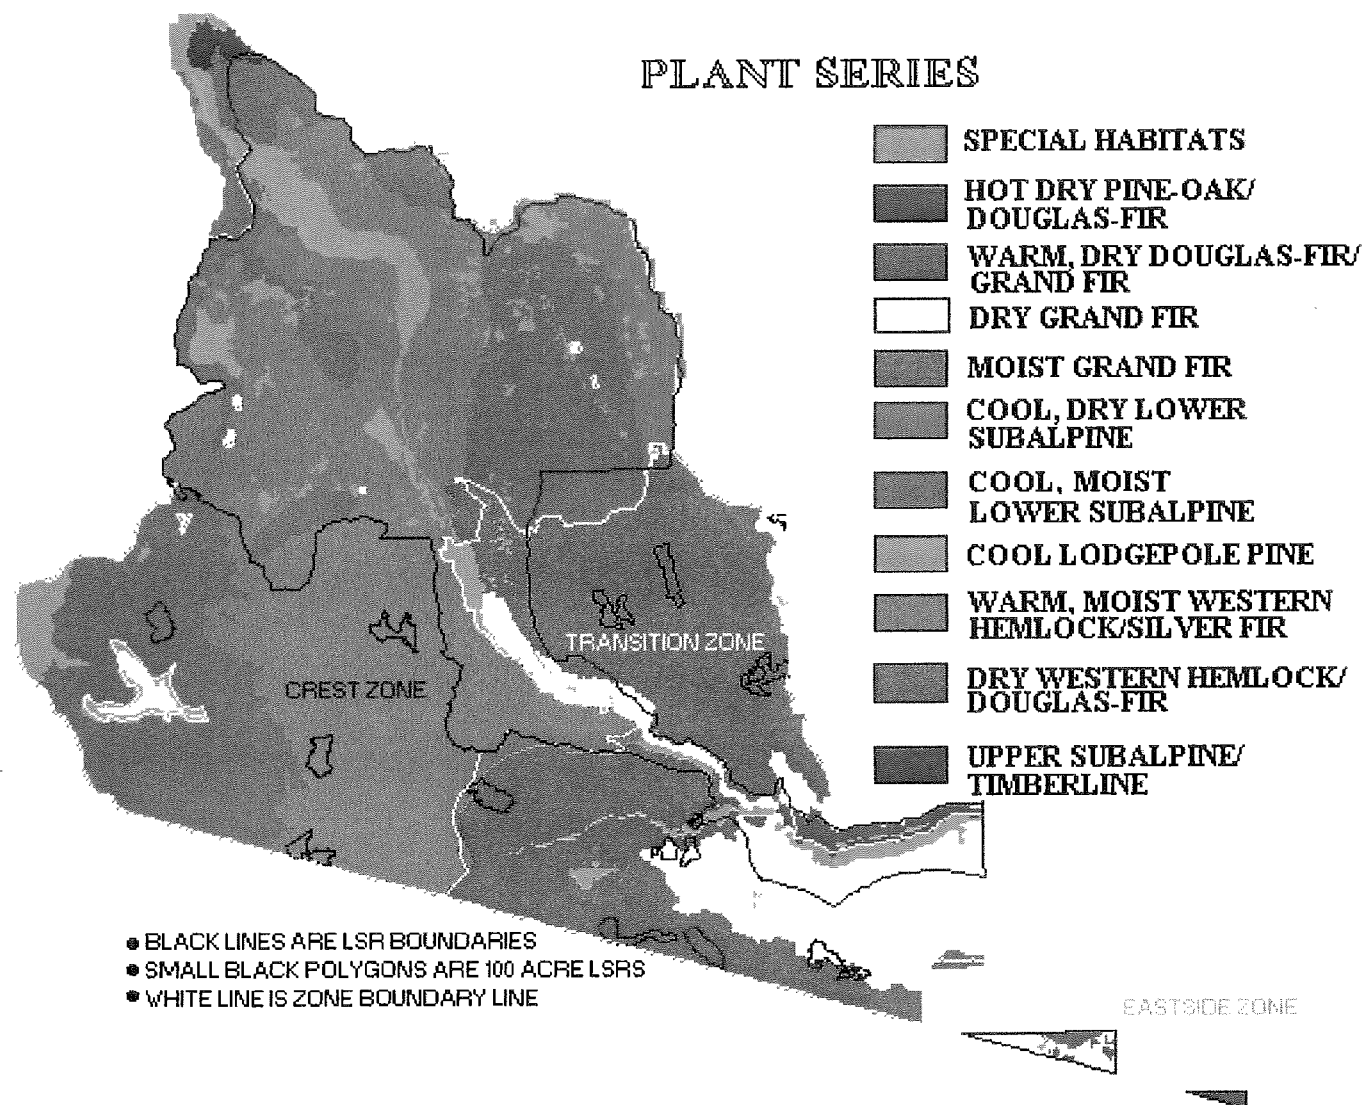 PLANT SERIES
SPECIAL HABITATS
HOT DRY PINE-OAK/
DOUGLAS-FIR
WARM, DRY DOUGLAS-FIR/
GRAND FIR
DRY GRAND FIR
MOIST GRAND FIR
COOL, DRY LOWER
SUBALPINE
COOL, MOIST
LOWER SUBALPINE
COOL LODGEPOLE PINE
WARM, MOIST WESTERN
HEMLOCK/SILVER FIR
DRY WESTERN HEMLOCK/
DOUGLAS-FIR
UPPER SUBALPINE/
TIMBERLINE
TRANSITION ZONE
CREST ZONE
● BLACK LINES ARE LSR BOUNDARIES
● SMALL BLACK POLYGONS ARE 100 ACRE LSRS
● WHITE LINE IS ZONE BOUNDARY LINE
EASTSIDE ZONE